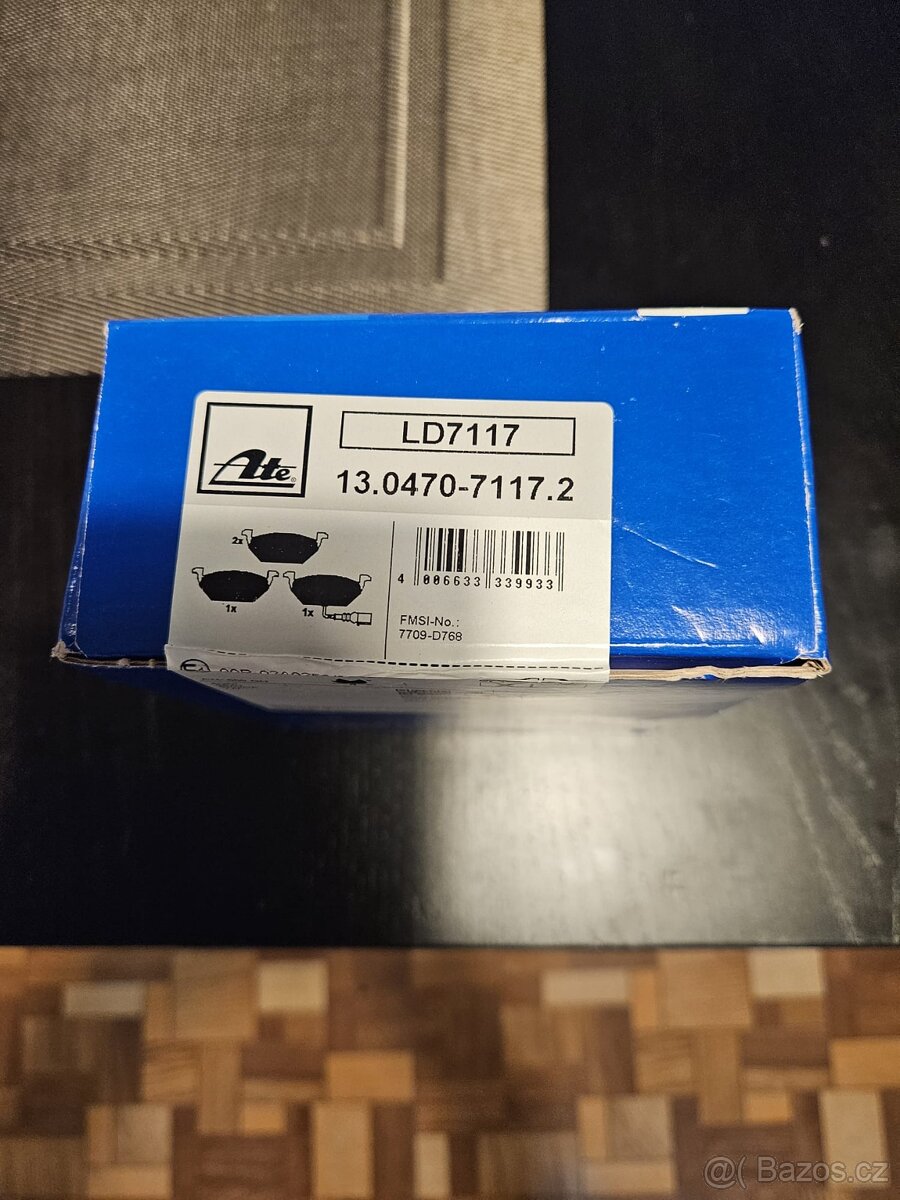 Ate
LD7117
13.0470-7117.2
2x
1x
1x
4 006633 339933
FMSI-No.:
7709-D768
@( Bazos.cz